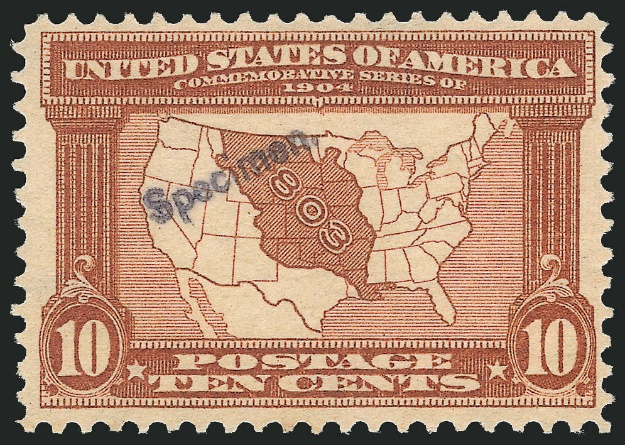 UNITED STATES OF AMERICA
COMMEMORATIVE SERIES OF
1904
Specimen
1803
10
10
POSTAGE
TEN CENTS